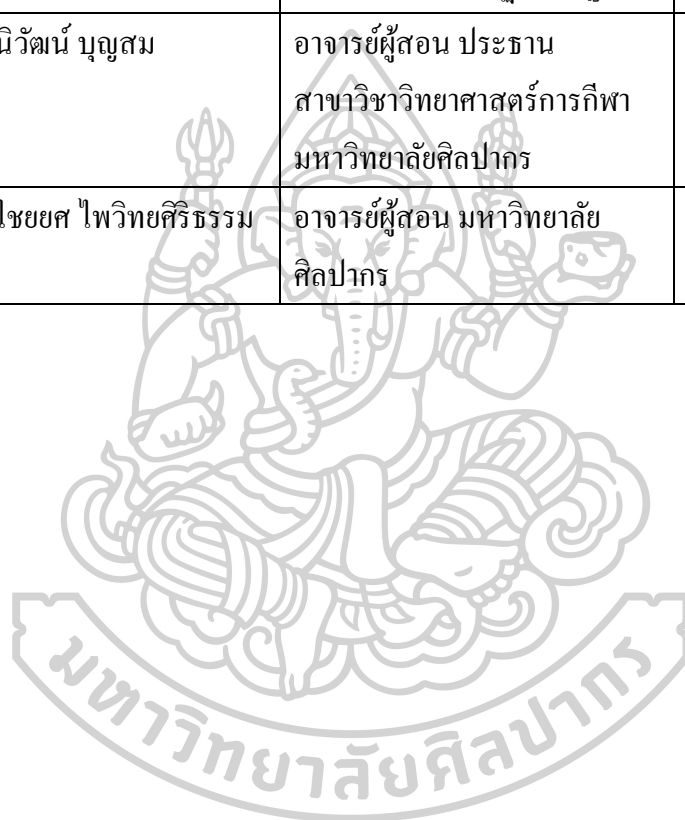 นิวัฒน์ บุญสม
อาจารย์ผู้สอน ประธาน
สาขาวิชาวิทยาศาสตร์การกีฬา
มหาวิทยาลัยศิลปากร
ไชยยศ ไพวิทยศิริธรรม
อาจารย์ผู้สอน มหาวิทยาลัย
ศิลปากร
มหาวิทยาลัยศิลปากร